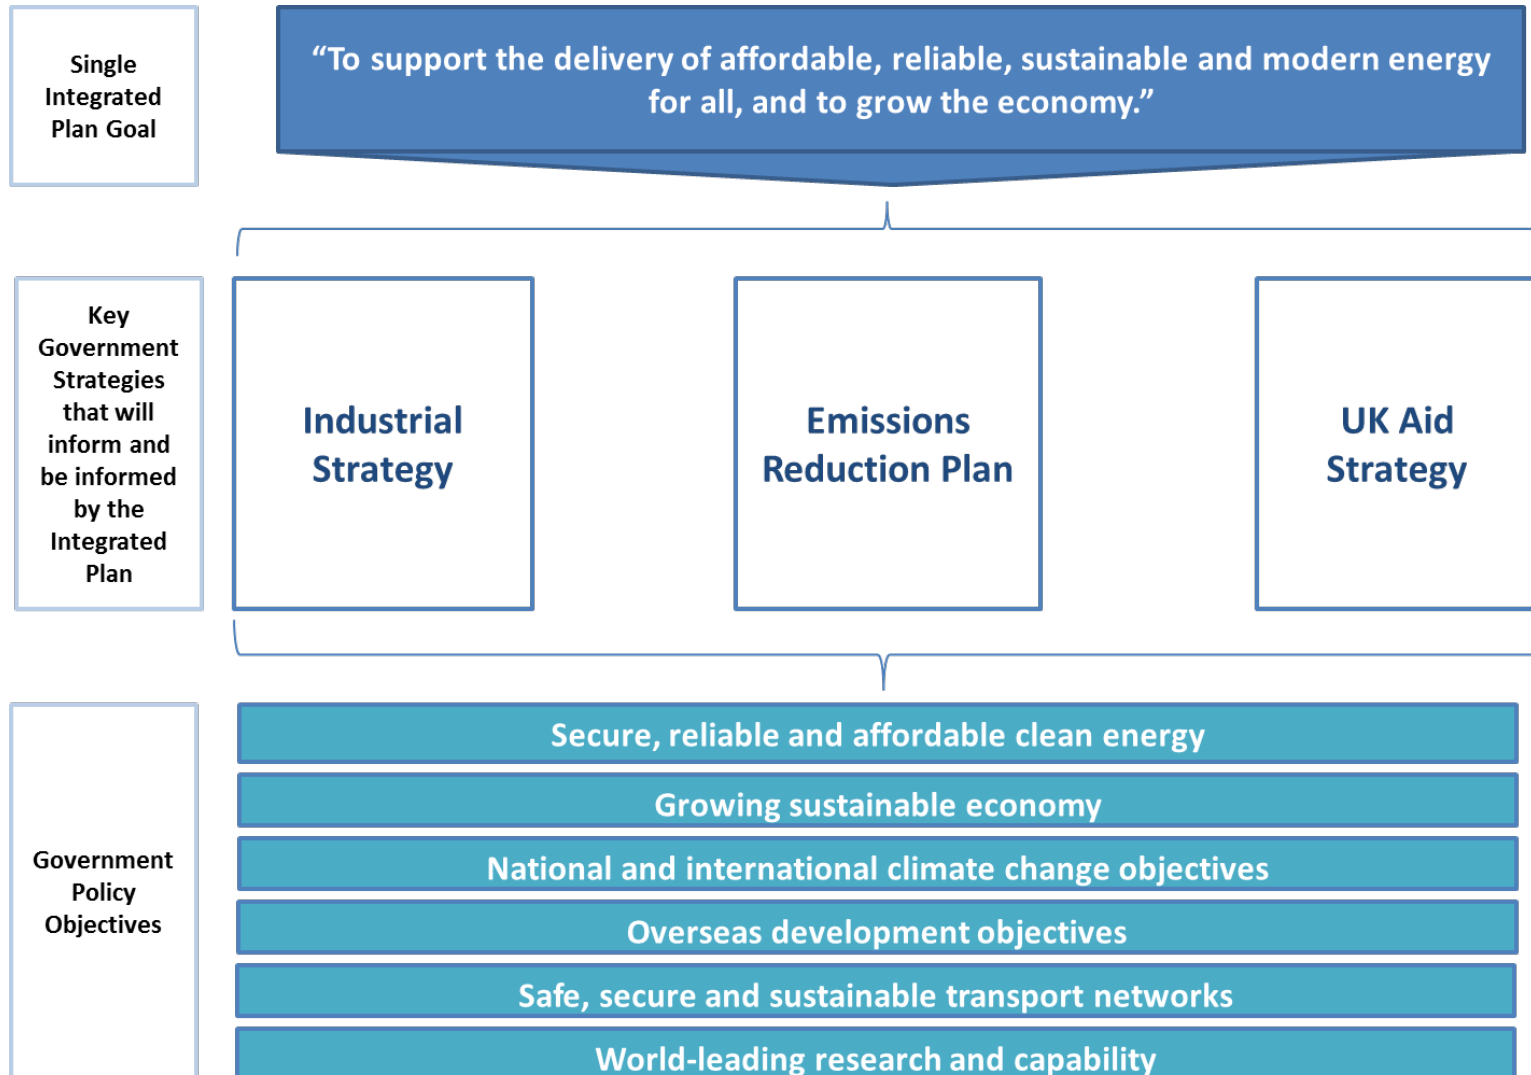 Single
Integrated
Plan Goal
“To support the delivery of affordable, reliable, sustainable and modern energy
for all, and to grow the economy.”
Key
Government
Strategies
that will
inform and
be informed
by the
Integrated
Plan
Industrial
Strategy
Emissions
Reduction Plan
UK Aid
Strategy
Government
Policy
Objectives
Secure, reliable and affordable clean energy
Growing sustainable economy
National and international climate change objectives
Overseas development objectives
Safe, secure and sustainable transport networks
World-leading research and capability